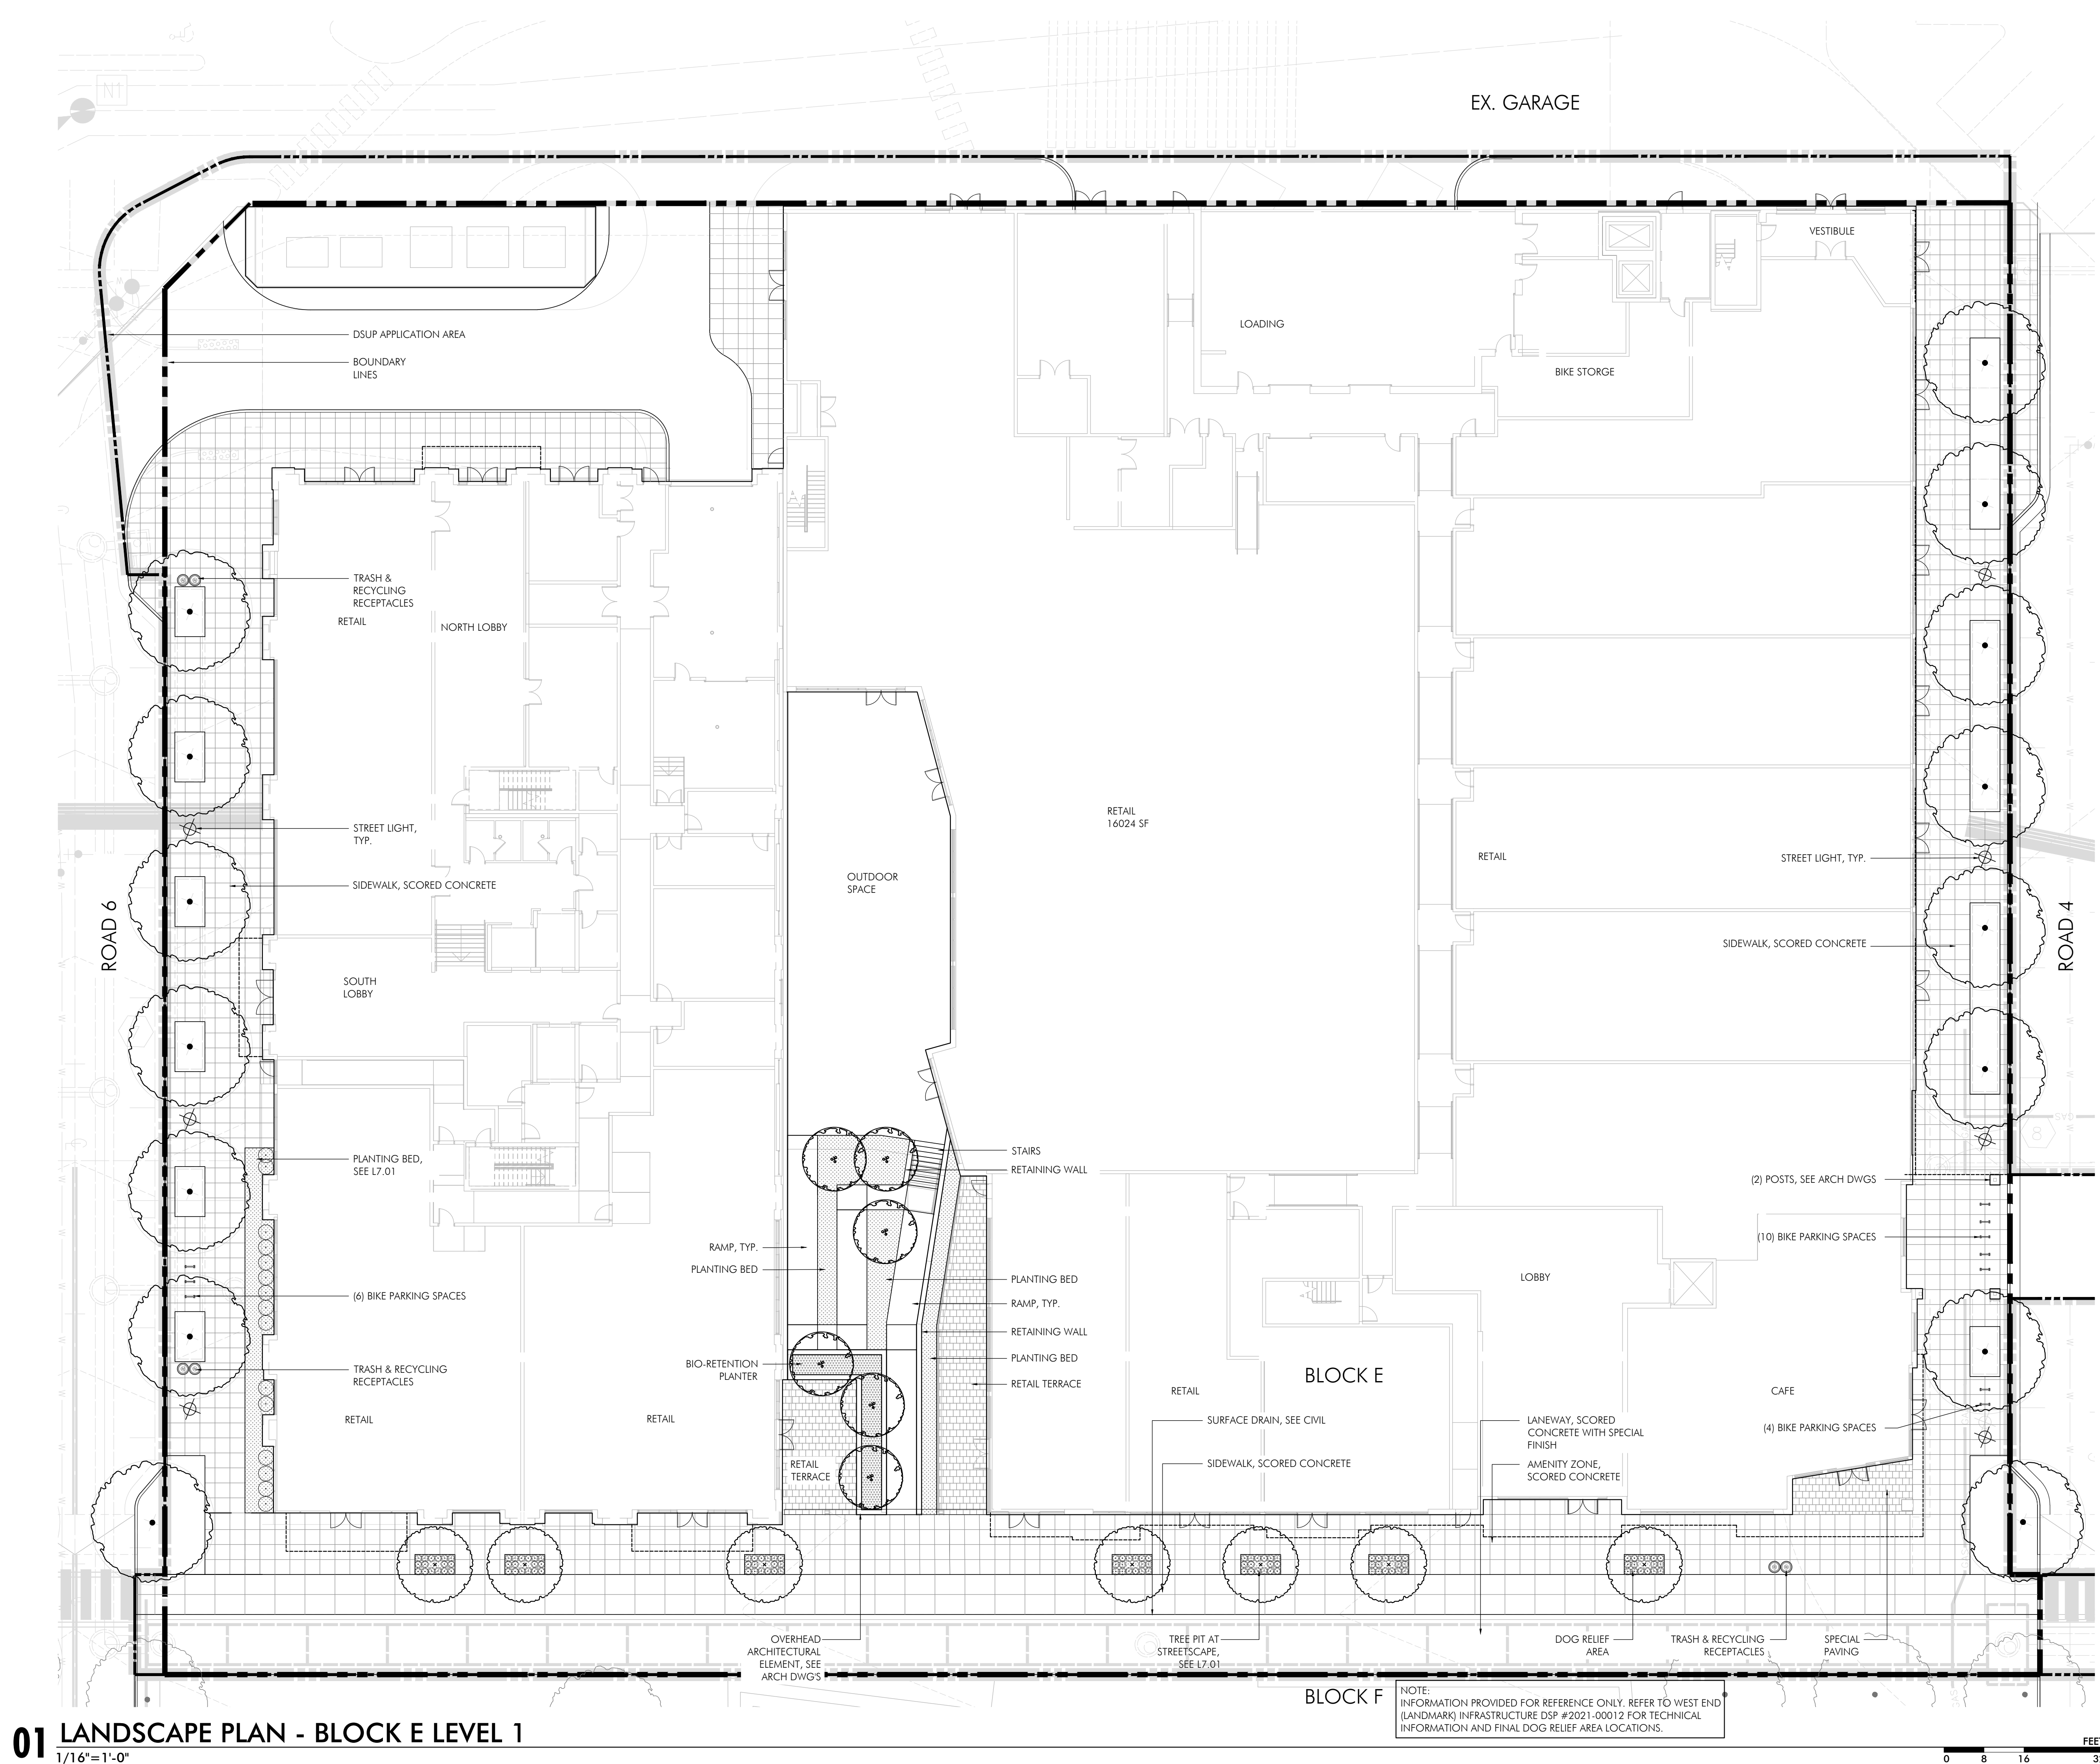 N1
EX. GARAGE
VESTIBULE
LOADING
DSUP APPLICATION AREA
BOUNDARY
LINES
BIKE STORGE
TRASH &
RECYCLING
RECEPTACLES
RETAIL
NORTH LOBBY
RETAIL
16024 SF
STREET LIGHT,
TYP.
RETAIL
STREET LIGHT, TYP.
OUTDOOR
SPACE
SIDEWALK, SCORED CONCRETE
ROAD 6
ROAD 4
SIDEWALK, SCORED CONCRETE
SOUTH
LOBBY
8
STAIRS
PLANTING BED,
SEE L7.01
RETAINING WALL
(2) POSTS, SEE ARCH DWGS
(10) BIKE PARKING SPACES
RAMP, TYP.
PLANTING BED
PLANTING BED
LOBBY
(6) BIKE PARKING SPACES
RAMP, TYP.
RETAINING WALL
BIO-RETENTION
PLANTER
PLANTING BED
TRASH & RECYCLING
RECEPTACLES
RETAIL TERRACE
BLOCK E
RETAIL
CAFE
RETAIL
RETAIL
SURFACE DRAIN, SEE CIVIL
LANEWAY, SCORED
CONCRETE WITH SPECIAL
FINISH
(4) BIKE PARKING SPACES
RETAIL
TERRACE
SIDEWALK, SCORED CONCRETE
AMENITY ZONE,
SCORED CONCRETE
OVERHEAD
ARCHITECTURAL
ELEMENT, SEE
ARCH DWG'S
TREE PIT AT
STREETSCAPE,
SEE L7.01
DOG RELIEF
AREA
TRASH & RECYCLING
RECEPTACLES
SPECIAL
PAVING
BLOCK F
NOTE:
INFORMATION PROVIDED FOR REFERENCE ONLY. REFER TO WEST END
(LANDMARK) INFRASTRUCTURE DSP #2021-00012 FOR TECHNICAL
INFORMATION AND FINAL DOG RELIEF AREA LOCATIONS.
01 LANDSCAPE PLAN - BLOCK E LEVEL 1
1/16"=1'-0"
0 8 16